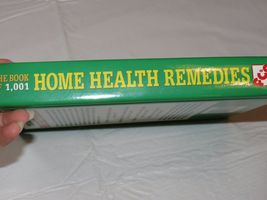 HE BOOK
F 1,001
HOME HEALTH REMEDIES